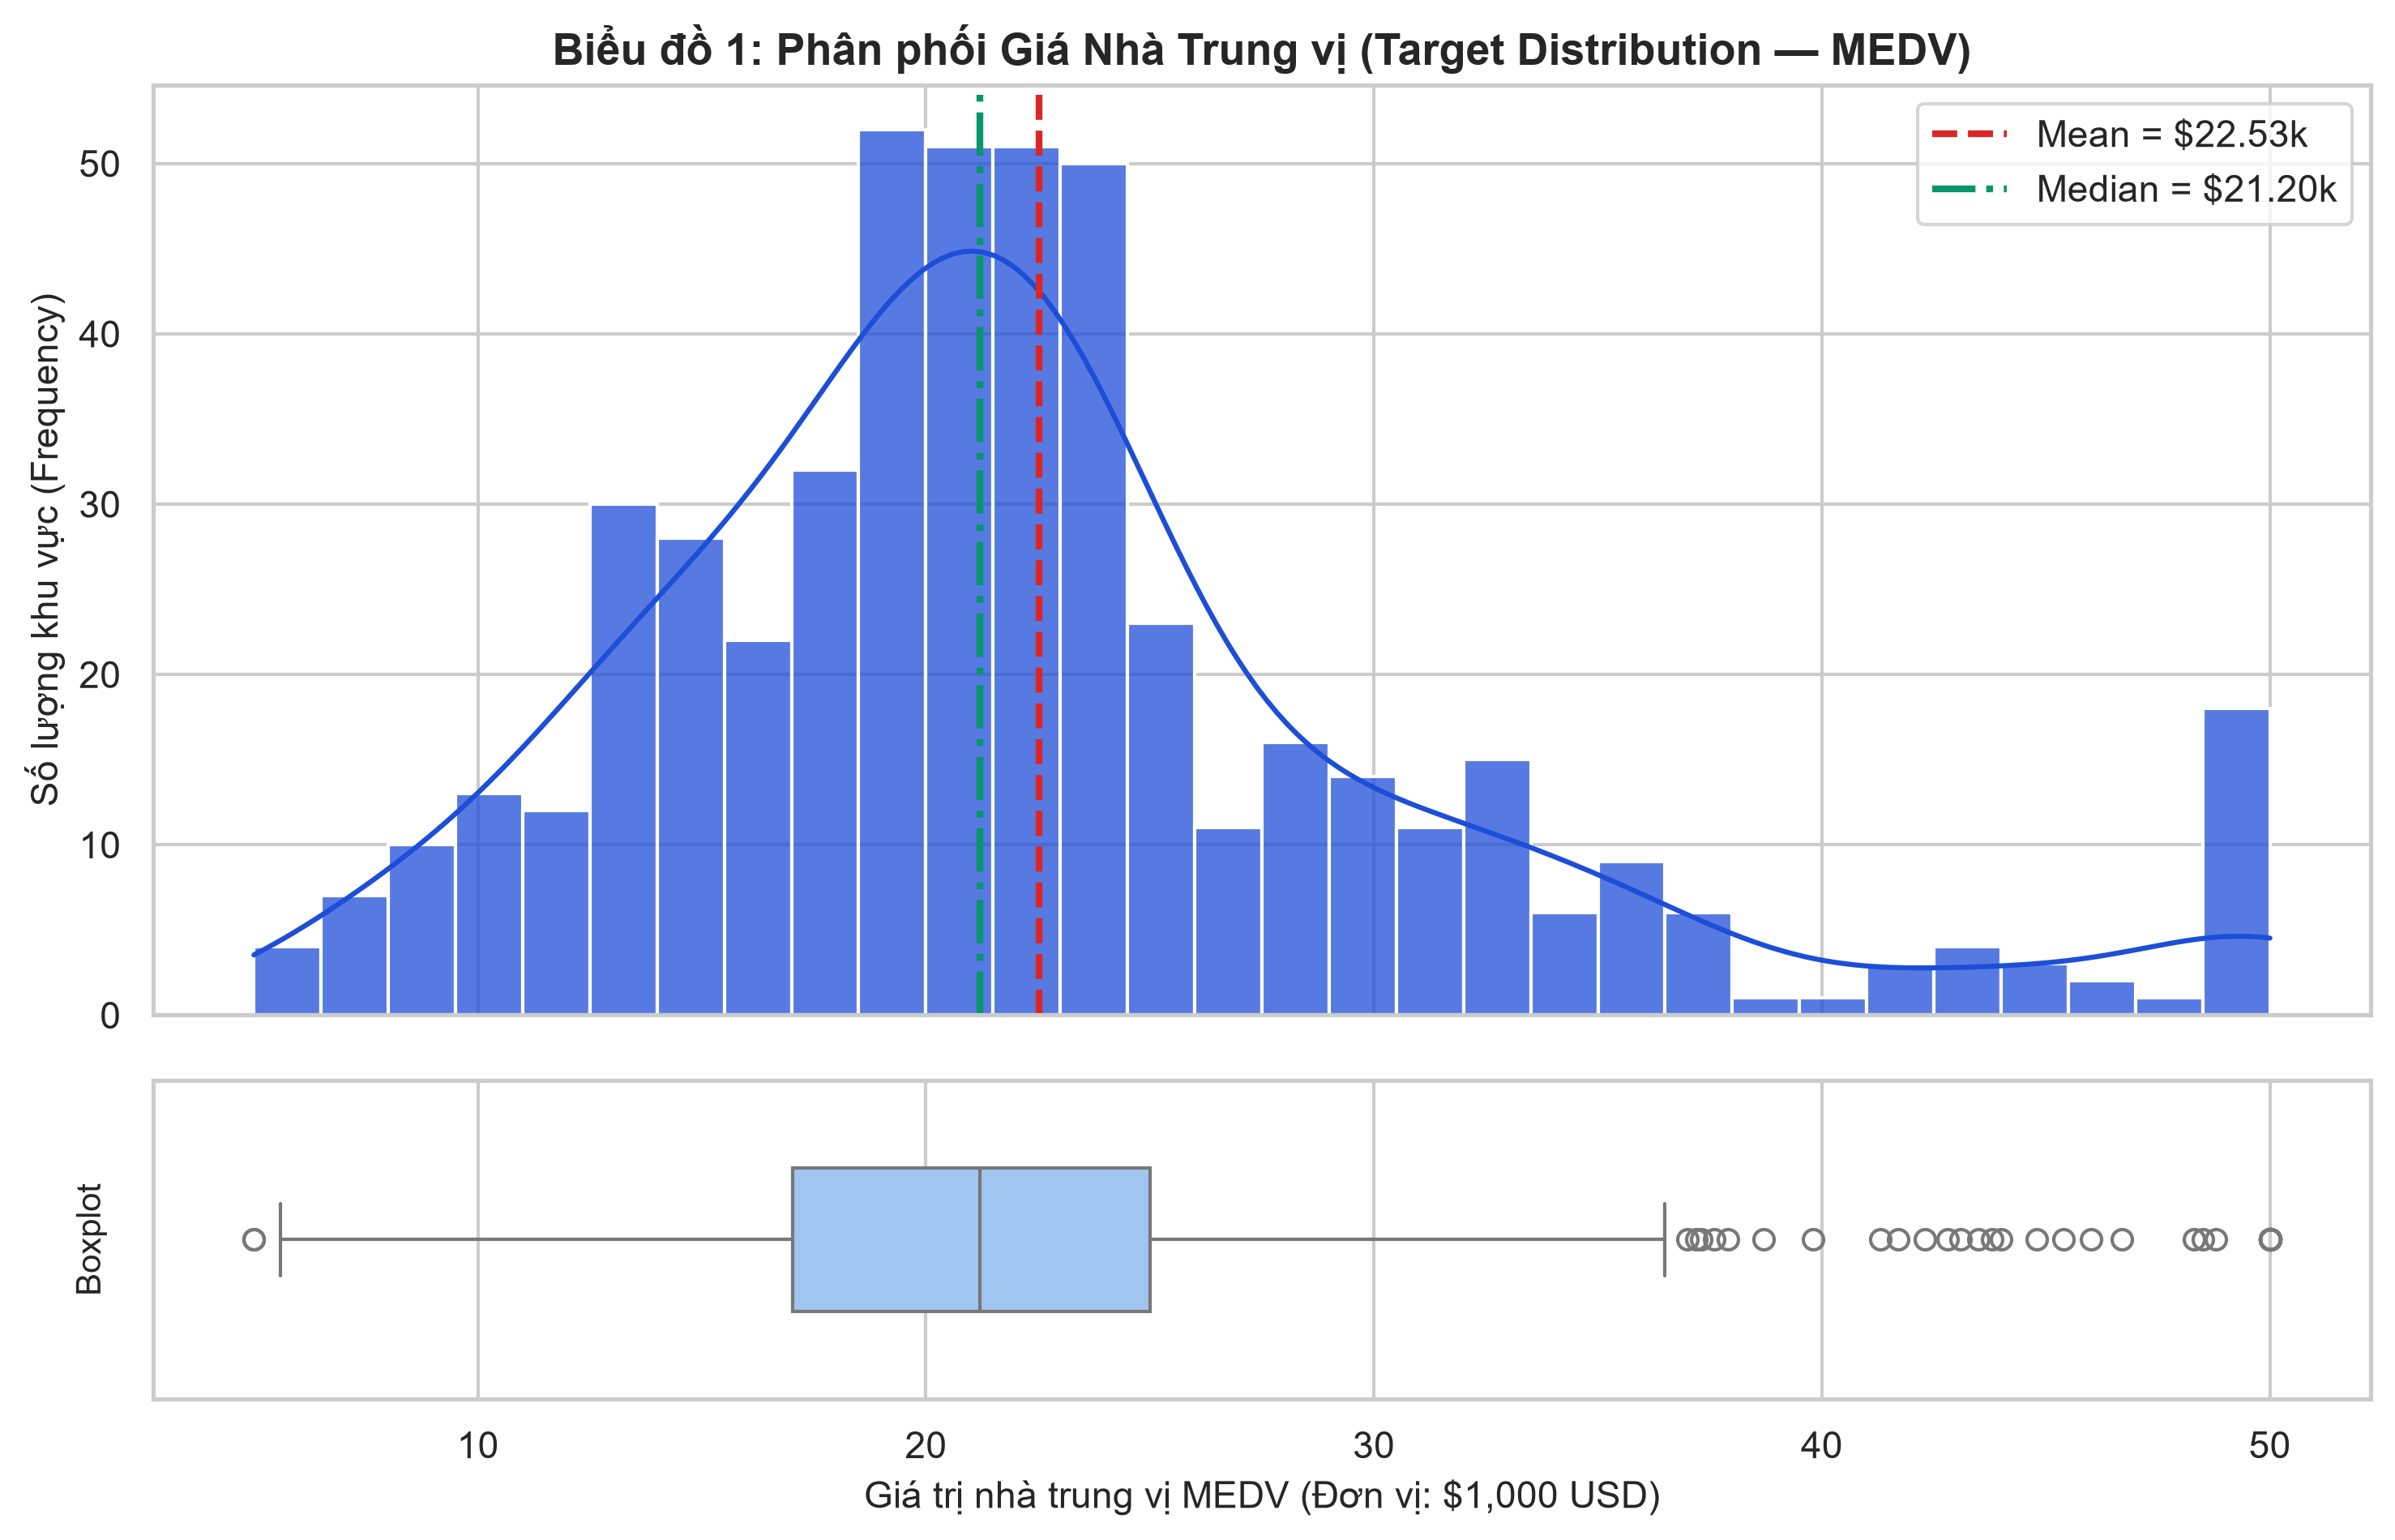 Biểu đồ 1: Phân phối Giá Nhà Trung vị (Target Distribution — MEDV)
Mean = $22.53k
Median = $21.20k
Số lượng khu vực (Frequency)
50
40
30
20
10
0
Boxplot
10 20 30 40 50
Giá trị nhà trung vị MEDV (Đơn vị: $1,000 USD)